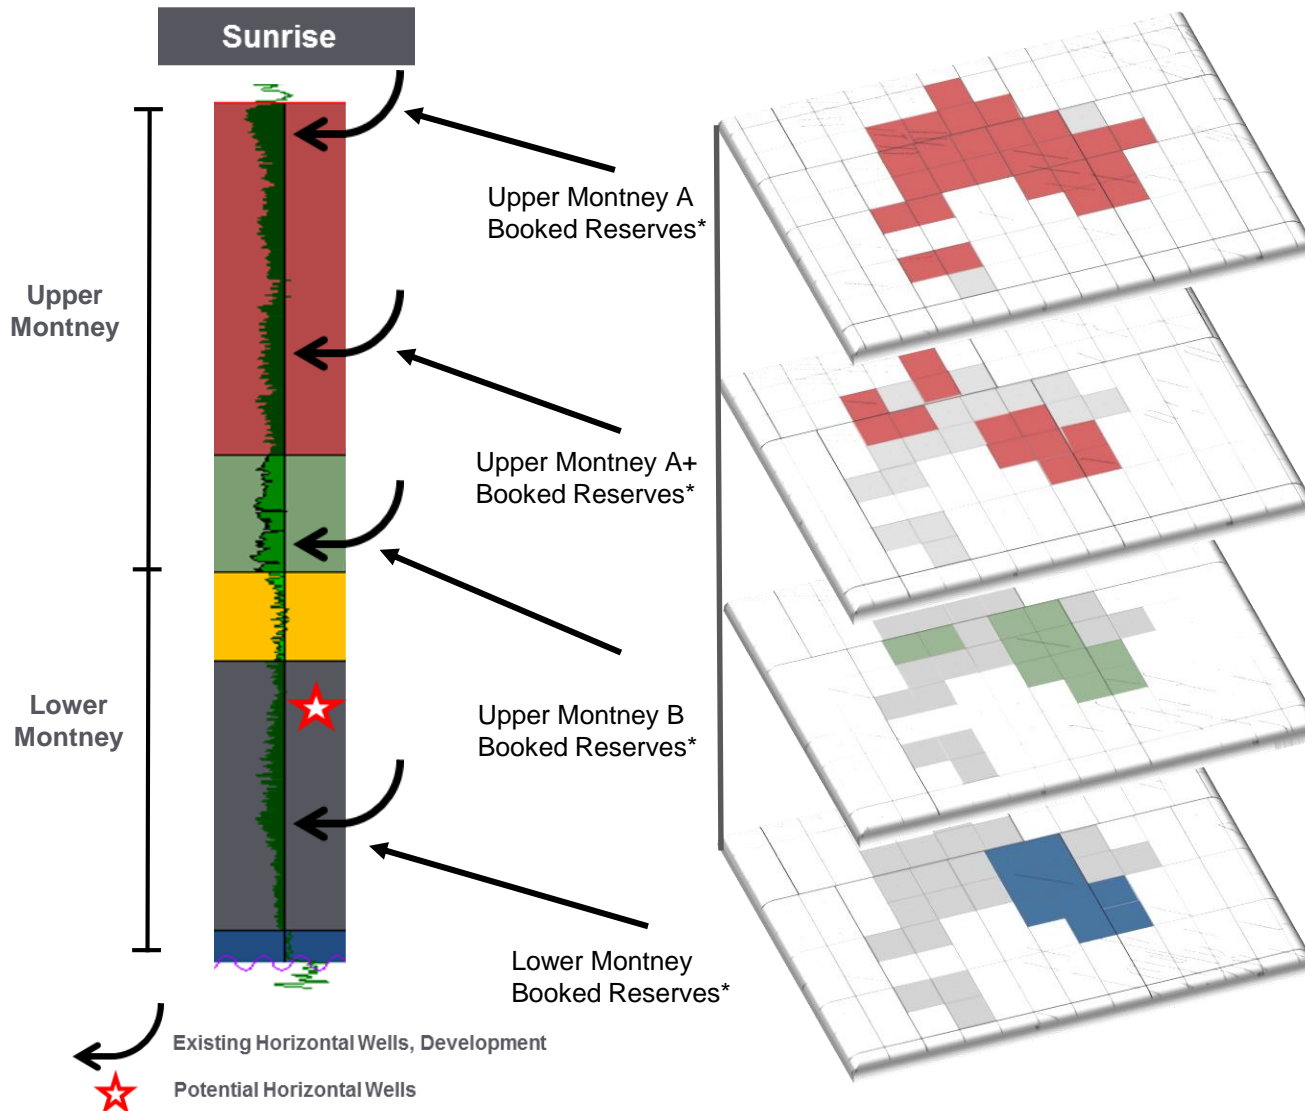 Sunrise
Upper Montney A
Booked Reserves*
Upper
Montney
Upper Montney A+
Booked Reserves*
Upper Montney B
Booked Reserves*
Lower
Montney
Lower Montney
Booked Reserves*
Existing Horizontal Wells, Development
Potential Horizontal Wells